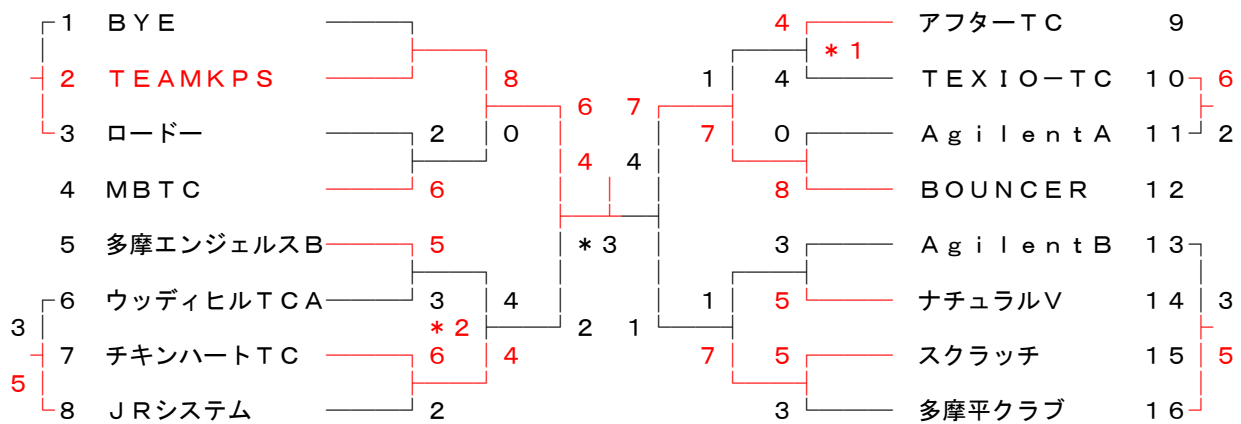 1 ＢＹＥ 4 アフターＴＣ 9
＊１
2 ＴＥＡＭＫＰＳ 8 1 4 ＴＥＸＩＯ－ＴＣ 10 6
6 7
3 ロードー 2 0 7 0 ＡｇｉｌｅｎｔＡ 11 2
4 4
4 ＭＢＴＣ 6 8 ＢＯＵＮＣＥＲ 12
5 多摩エンジェルスＢ 5 ＊３ 3 ＡｇｉｌｅｎｔＢ 13
6 ウッディヒルＴＣＡ 3 4 1 5 ナチュラルＶ 14 3
3 ＊２ 2 1
7 チキンハートＴＣ 6 4 7 5 スクラッチ 15 5
5
8 ＪＲシステム 2 3 多摩平クラブ 16